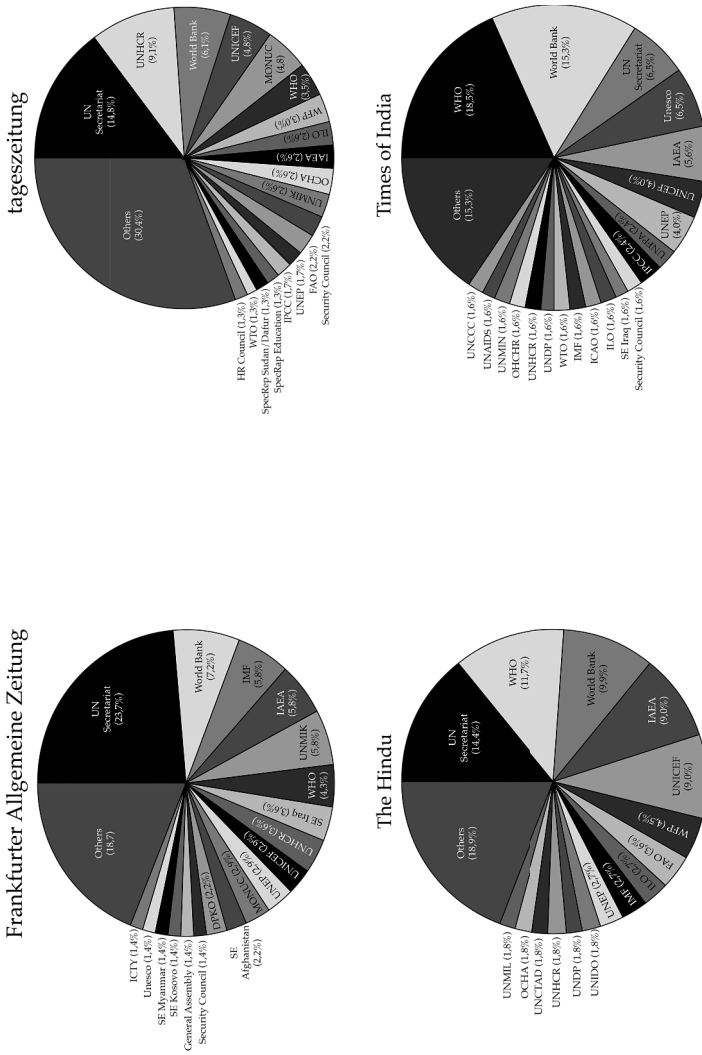 Frankfurter Allgemeine Zeitung
UN
Secretariat
(23,7%)
World Bank
(7,2%)
IMF
(5,8%)
IAEA
(5,8%)
UNMIK
(5,8%)
WHO
(4,3%)
SE Iraq (3,6%)
UNHCR (3,6%)
UNICEF (2,9%)
UNEP (2,9%)
MONUC (2,9%)
DPKO (2,2%)
SE
Afghanistan
(2,2%)
Security Council (1,4%)
General Assembly (1,4%)
SE Kosovo (1,4%)
SE Myanmar (1,4%)
Unesco (1,4%)
ICTY (1,4%)
Others
(18,7)
tageszeitung
UN
Secretariat
(14,8%)
UNHCR
(9,1%)
World Bank
(6,1%)
UNICEF
(4,8%)
MONUC
(4,8)
WHO
(3,5%)
WFP (3,0%)
ILO (2,6%)
IAEA (2,6%)
OCHA (2,6%)
UNMIK (2,6%)
Security Council (2,2%)
FAO (2,2%)
UNEP (1,7%)
IPCC (1,7%)
SpecRap Education (1,3%)
SpecRep Sudan/Dafur (1,3%)
WTO (1,3%)
HR Council (1,3%)
Others
(30,4%)
The Hindu
UN
Secretariat
(14,4%)
WHO
(11,7%)
World Bank
(9,9%)
IAEA
(9,0%)
UNICEF
(9,0%)
WFP (4,5%)
FAO (3,6%)
ILO (2,7%)
IMF (2,7%)
UNEP (2,7%)
UNIDO (1,8%)
UNDP (1,8%)
UNHCR (1,8%)
UNCTAD (1,8%)
OCHA (1,8%)
UNMIL (1,8%)
Others
(18,9%)
Times of India
WHO
(18,5%)
World Bank
(15,3%)
UN
Secretariat
(6,5%)
Unesco
(6,5%)
IAEA
(5,6%)
UNICEF (4,0%)
UNEP
(4,0%)
UNFPA (2,4%)
IPCC (2,4%)
Security Council (1,6%)
SE Iraq (1,6%)
ILO (1,6%)
ICAO (1,6%)
IMF (1,6%)
WTO (1,6%)
UNDP (1,6%)
UNHCR (1,6%)
OHCHR (1,6%)
UNMIN (1,6%)
UNAIDS (1,6%)
UNCCC (1,6%)
Others
(15,3%)